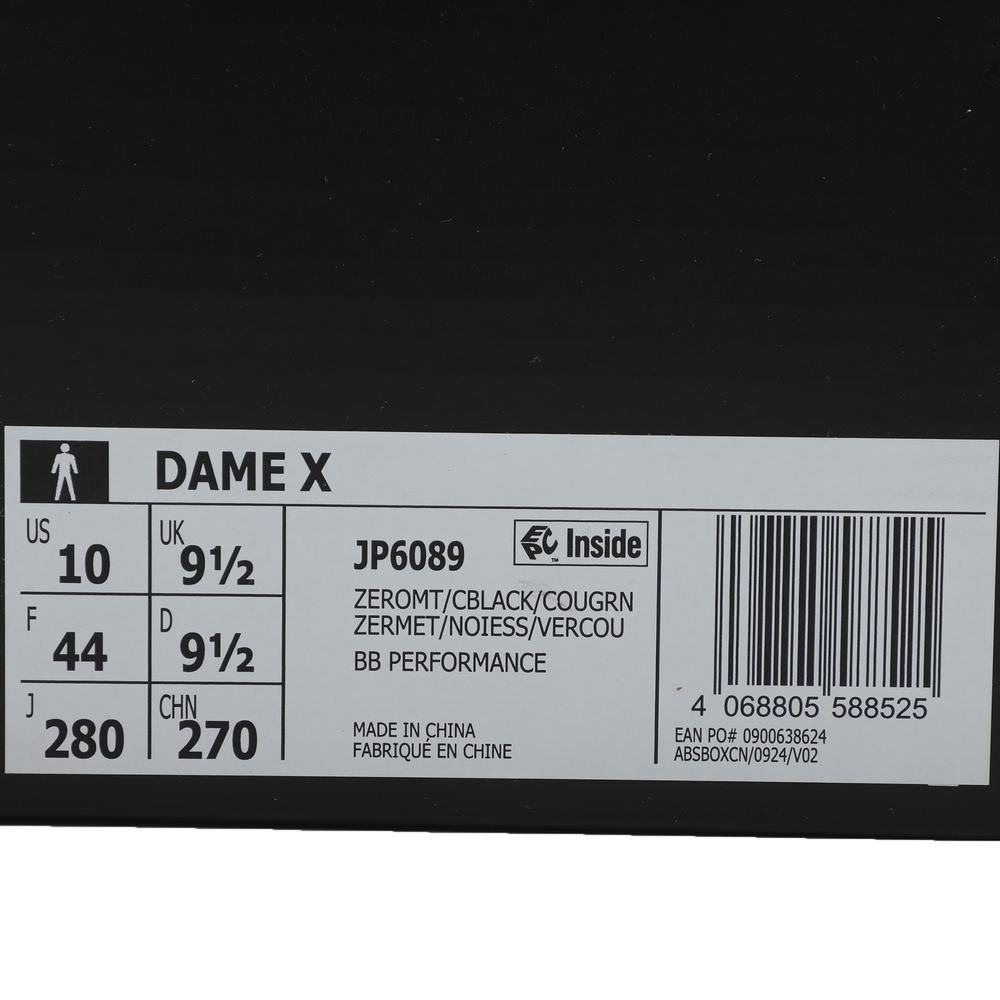 DAME X
US 10
UK 9½
F 44
D 9½
J 280
CHN 270
JP6089
EPC™ Inside
ZEROMT/CBLACK/COUGRN
ZERMET/NOIESS/VERCOU
BB PERFORMANCE
MADE IN CHINA
FABRIQUÉ EN CHINE
4 068805 588525
EAN PO# 0900638624
ABSBOXCN/0924/V02